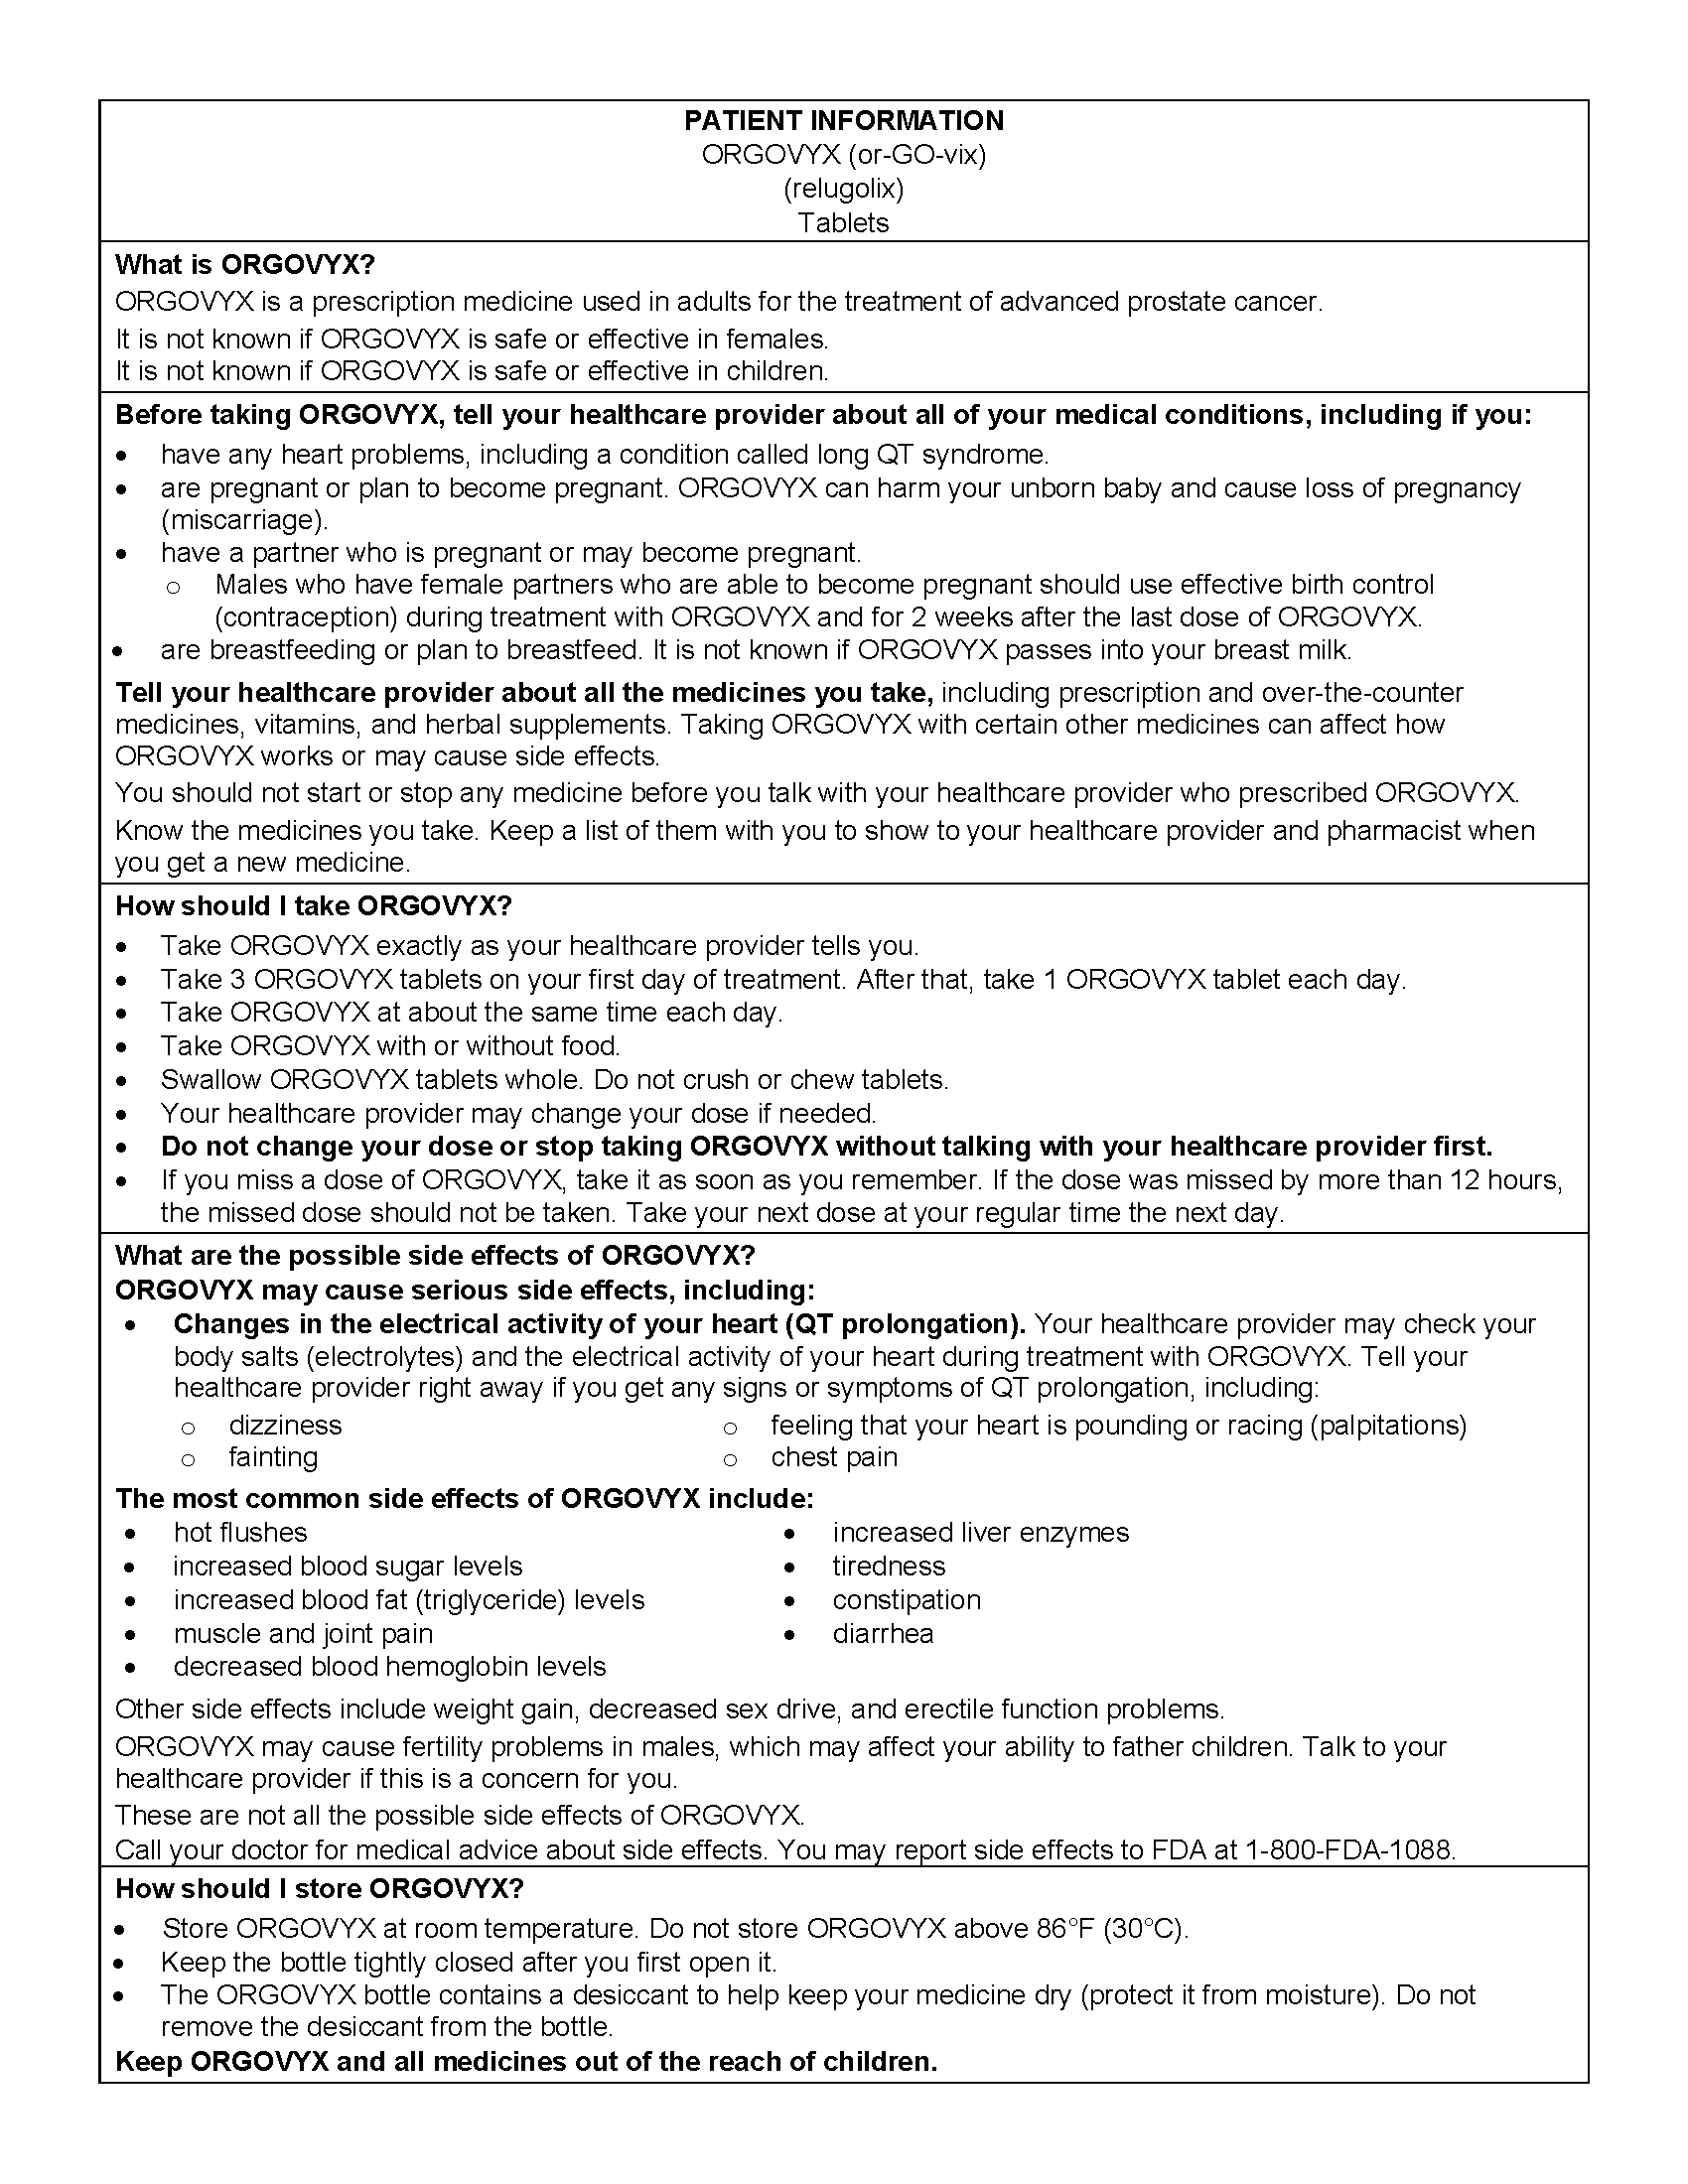 PATIENT INFORMATION
ORGOVYX (or-GO-vix)
(relugolix)
Tablets
What is ORGOVYX?
ORGOVYX is a prescription medicine used in adults for the treatment of advanced prostate cancer.
It is not known if ORGOVYX is safe or effective in females.
It is not known if ORGOVYX is safe or effective in children.
Before taking ORGOVYX, tell your healthcare provider about all of your medical conditions, including if you:
• have any heart problems, including a condition called long QT syndrome.
• are pregnant or plan to become pregnant. ORGOVYX can harm your unborn baby and cause loss of pregnancy
(miscarriage).
• have a partner who is pregnant or may become pregnant.
o Males who have female partners who are able to become pregnant should use effective birth control
(contraception) during treatment with ORGOVYX and for 2 weeks after the last dose of ORGOVYX.
• are breastfeeding or plan to breastfeed. It is not known if ORGOVYX passes into your breast milk.
Tell your healthcare provider about all the medicines you take, including prescription and over-the-counter
medicines, vitamins, and herbal supplements. Taking ORGOVYX with certain other medicines can affect how
ORGOVYX works or may cause side effects.
You should not start or stop any medicine before you talk with your healthcare provider who prescribed ORGOVYX.
Know the medicines you take. Keep a list of them with you to show to your healthcare provider and pharmacist when
you get a new medicine.
How should I take ORGOVYX?
• Take ORGOVYX exactly as your healthcare provider tells you.
• Take 3 ORGOVYX tablets on your first day of treatment. After that, take 1 ORGOVYX tablet each day.
• Take ORGOVYX at about the same time each day.
• Take ORGOVYX with or without food.
• Swallow ORGOVYX tablets whole. Do not crush or chew tablets.
• Your healthcare provider may change your dose if needed.
• Do not change your dose or stop taking ORGOVYX without talking with your healthcare provider first.
• If you miss a dose of ORGOVYX, take it as soon as you remember. If the dose was missed by more than 12 hours,
the missed dose should not be taken. Take your next dose at your regular time the next day.
What are the possible side effects of ORGOVYX?
ORGOVYX may cause serious side effects, including:
• Changes in the electrical activity of your heart (QT prolongation). Your healthcare provider may check your
body salts (electrolytes) and the electrical activity of your heart during treatment with ORGOVYX. Tell your
healthcare provider right away if you get any signs or symptoms of QT prolongation, including:
o dizziness
o fainting
o feeling that your heart is pounding or racing (palpitations)
o chest pain
The most common side effects of ORGOVYX include:
• hot flushes
• increased blood sugar levels
• increased blood fat (triglyceride) levels
• muscle and joint pain
• decreased blood hemoglobin levels
• increased liver enzymes
• tiredness
• constipation
• diarrhea
Other side effects include weight gain, decreased sex drive, and erectile function problems.
ORGOVYX may cause fertility problems in males, which may affect your ability to father children. Talk to your
healthcare provider if this is a concern for you.
These are not all the possible side effects of ORGOVYX.
Call your doctor for medical advice about side effects. You may report side effects to FDA at 1-800-FDA-1088.
How should I store ORGOVYX?
• Store ORGOVYX at room temperature. Do not store ORGOVYX above 86°F (30°C).
• Keep the bottle tightly closed after you first open it.
• The ORGOVYX bottle contains a desiccant to help keep your medicine dry (protect it from moisture). Do not
remove the desiccant from the bottle.
Keep ORGOVYX and all medicines out of the reach of children.